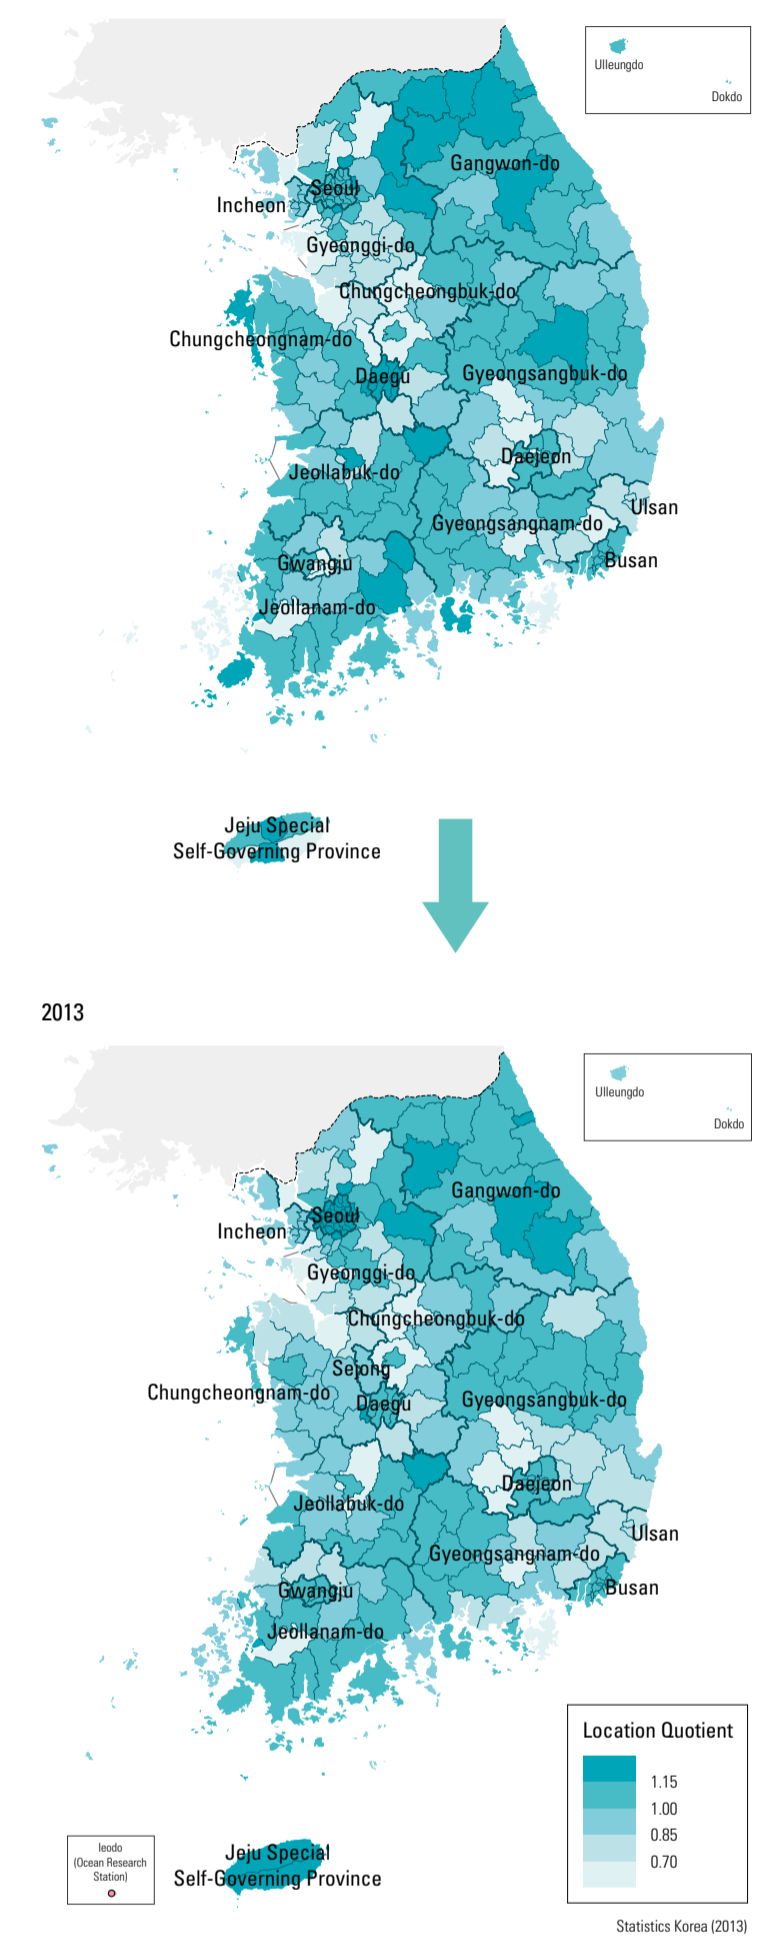 Ulleungdo
Dokdo
Gangwon-do
Seoul
Incheon
Gyeonggi-do
Chungcheongbuk-do
Chungcheongnam-do
Daegu
Gyeongsangbuk-do
Daejeon
Jeollabuk-do
Ulsan
Gyeongsangnam-do
Gwangju
Busan
Jeollanam-do
Jeju Special
Self-Governing Province
2013
Ulleungdo
Dokdo
Gangwon-do
Seoul
Incheon
Gyeonggi-do
Chungcheongbuk-do
Sejong
Chungcheongnam-do
Daegu
Gyeongsangbuk-do
Daejeon
Jeollabuk-do
Ulsan
Gyeongsangnam-do
Gwangju
Busan
Jeollanam-do
Location Quotient
1.15
1.00
0.85
0.70
Ieodo
(Ocean Research
Station)
Jeju Special
Self-Governing Province
Statistics Korea (2013)